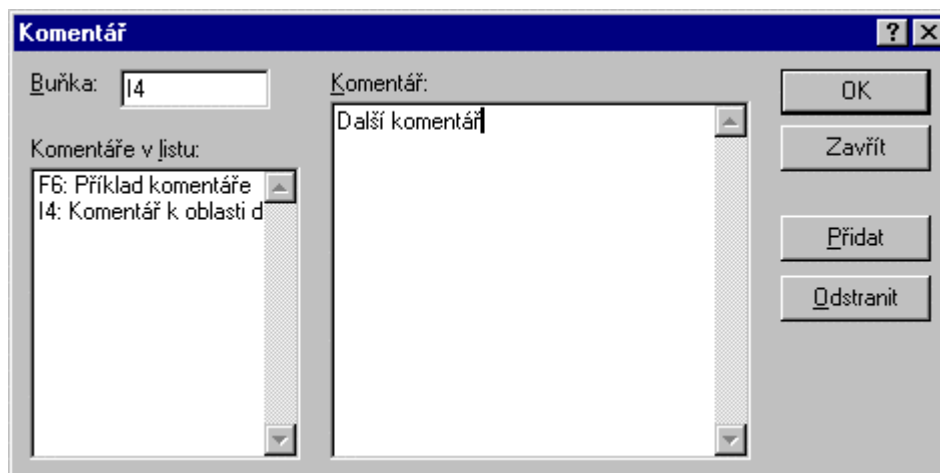 Komentář
Buňka:
I4
Komentáře v listu:
F6: Příklad komentáře
I4: Komentář k oblasti d
Komentář:
Další komentář
OK
Zavřít
Přidat
Odstranit